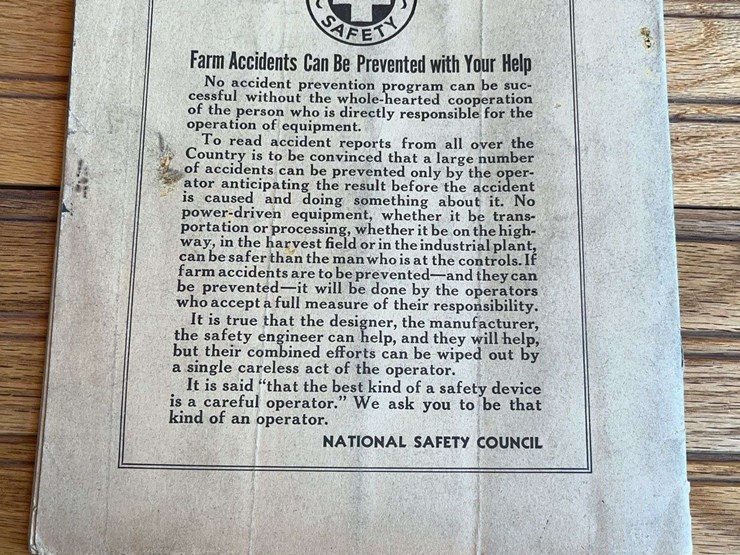 SAFETY
Farm Accidents Can Be Prevented with Your Help
No accident prevention program can be suc-
cessful without the whole-hearted cooperation
of the person who is directly responsible for the
operation of equipment.
To read accident reports from all over the
Country is to be convinced that a large number
of accidents can be prevented only by the oper-
ator anticipating the result before the accident
is caused and doing something about it. No
power-driven equipment, whether it be trans-
portation or processing, whether it be on the high-
way, in the harvest field or in the industrial plant,
can be safer than the man who is at the controls. If
farm accidents are to be prevented—and they can
be prevented—it will be done by the operators
who accept a full measure of their responsibility.
It is true that the designer, the manufacturer,
the safety engineer can help, and they will help,
but their combined efforts can be wiped out by
a single careless act of the operator.
It is said “that the best kind of a safety device
is a careful operator.” We ask you to be that
kind of an operator.
NATIONAL SAFETY COUNCIL